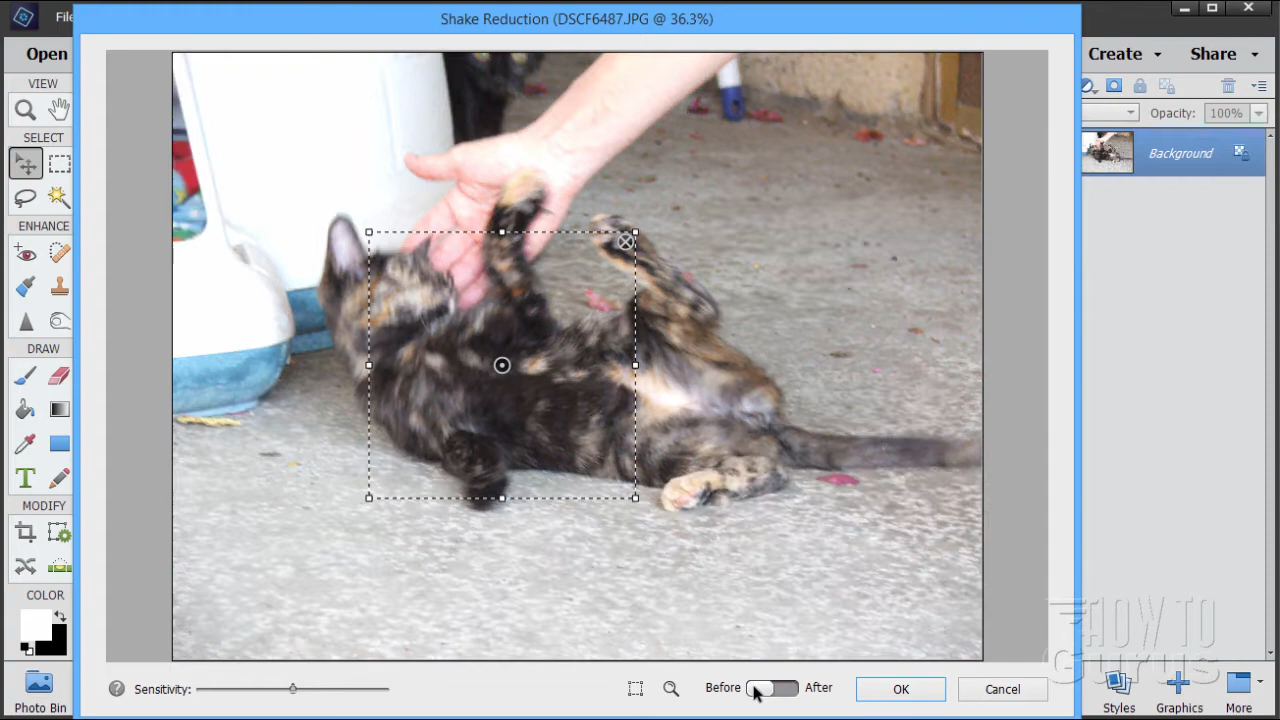 Shake Reduction (DSCF6487.JPG @ 36.3%)
File
Open
Create
Share
VIEW
SELECT
ENHANCE
DRAW
T
MODIFY
COLOR
Opacity: 100%
Background
Sensitivity:
Before
After
OK
Cancel
HOW TO
Gurus
Photo Bin
Styles
Graphics
More